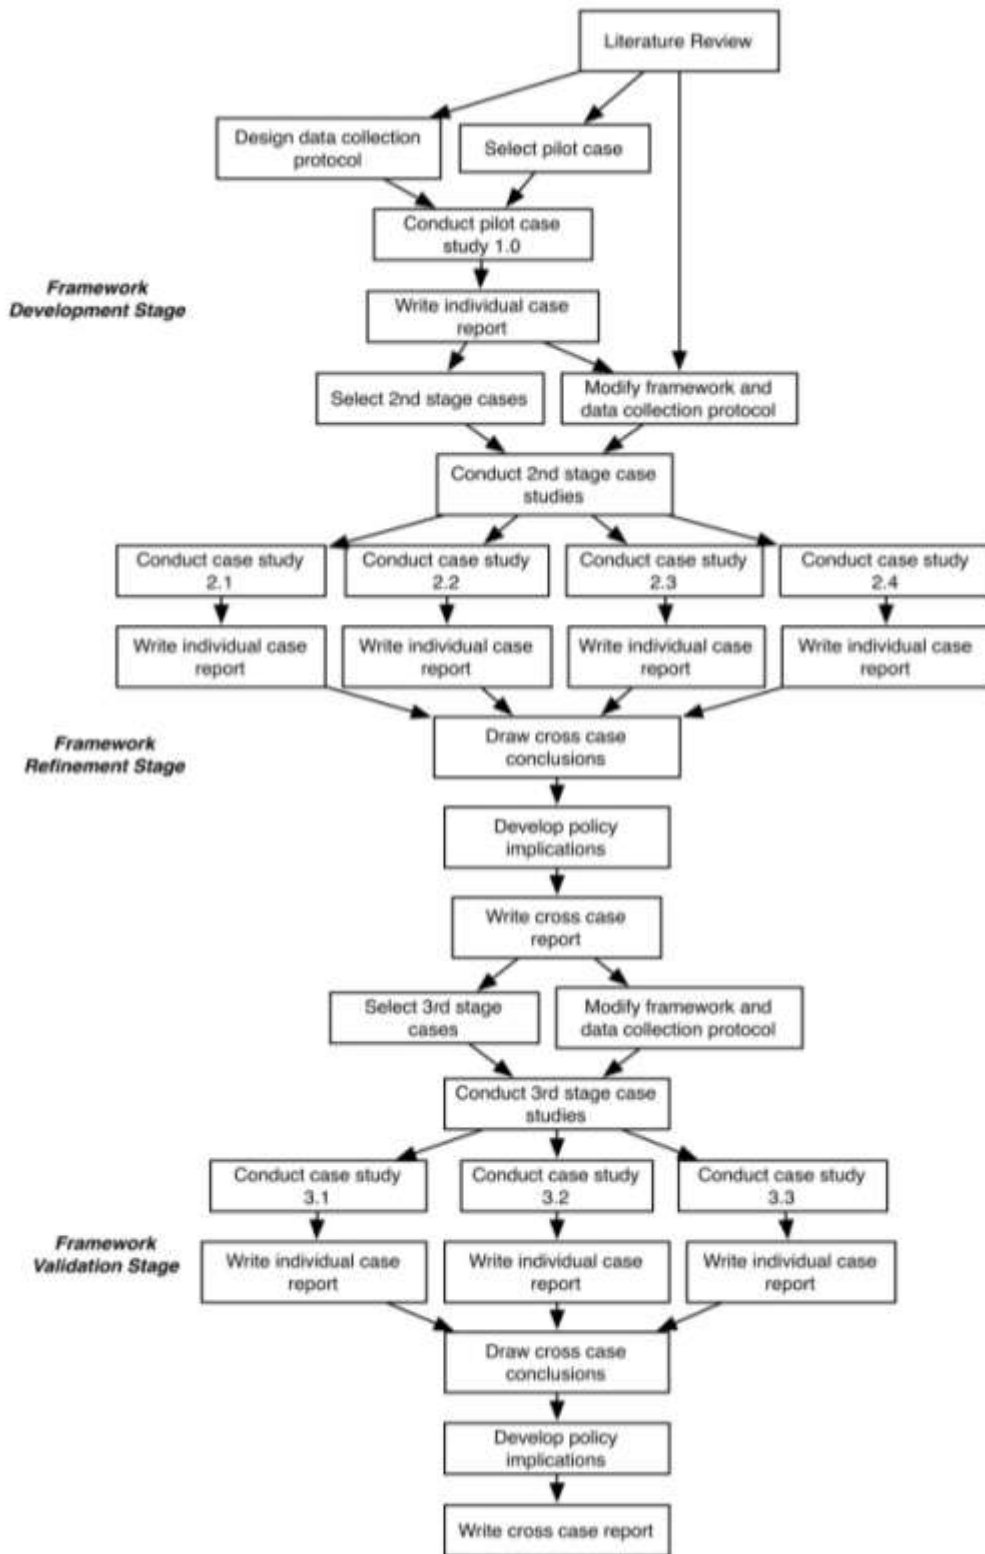 Literature Review
Design data collection
protocol
Select pilot case
Conduct pilot case
study 1.0
Framework
Development Stage
Write individual case
report
Select 2nd stage cases
Modify framework and
data collection protocol
Conduct 2nd stage case
studies
Conduct case study
2.1
Conduct case study
2.2
Conduct case study
2.3
Conduct case study
2.4
Write individual case
report
Write individual case
report
Write individual case
report
Write individual case
report
Framework
Refinement Stage
Draw cross case
conclusions
Develop policy
implications
Write cross case
report
Select 3rd stage
cases
Modify framework and
data collection protocol
Conduct 3rd stage case
studies
Conduct case study
3.1
Conduct case study
3.2
Conduct case study
3.3
Framework
Validation Stage
Write individual case
report
Write individual case
report
Write individual case
report
Draw cross case
conclusions
Develop policy
implications
Write cross case report